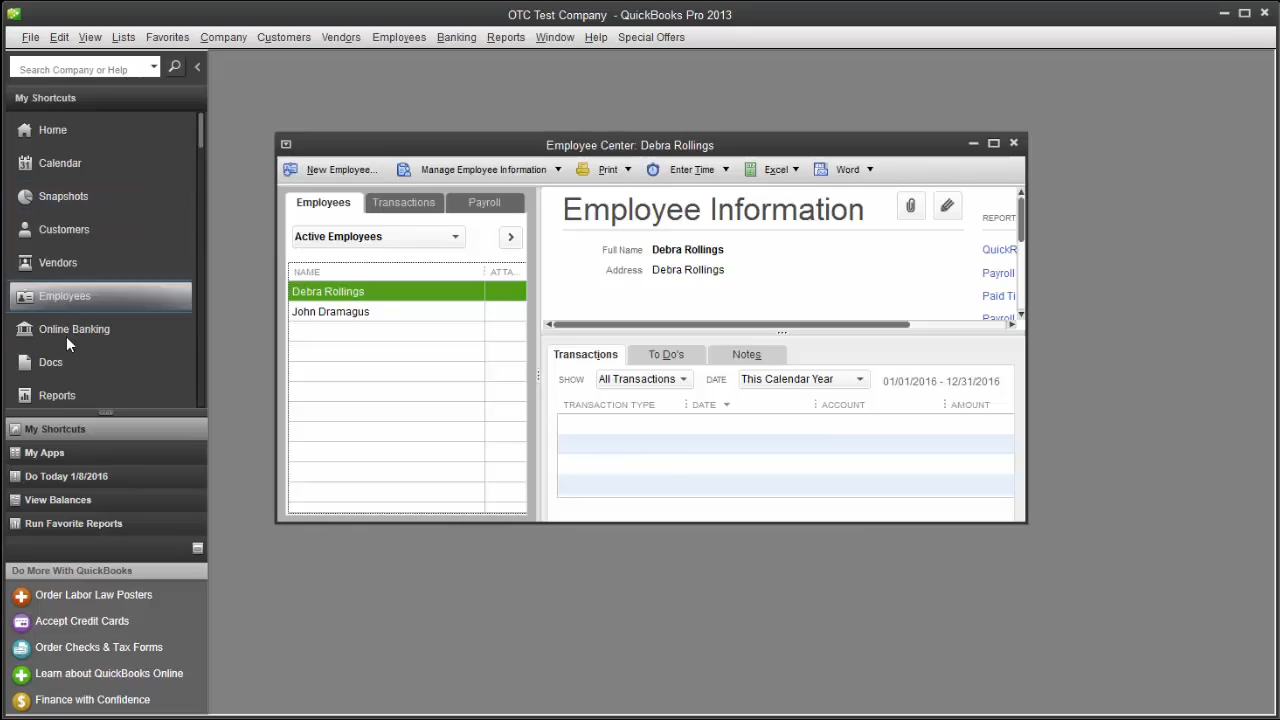 OTC Test Company - QuickBooks Pro 2013
File Edit View Lists Favorites Company Customers Vendors Employees Banking Reports Window Help Special Offers
Search Company or Help
My Shortcuts
Home
Calendar
Snapshots
Customers
Vendors
Employees
Online Banking
Docs
Reports
My Shortcuts
My Apps
Do Today 1/8/2016
View Balances
Run Favorite Reports
Do More With QuickBooks
Order Labor Law Posters
Accept Credit Cards
Order Checks & Tax Forms
Learn about QuickBooks Online
Finance with Confidence
Employee Center: Debra Rollings
New Employee... Manage Employee Information Print Enter Time Excel Word
Employees Transactions Payroll
Active Employees
NAME ATTA...
Debra Rollings
John Dramagus
Employee Information
Full Name Debra Rollings
Address Debra Rollings
REPORT
QuickR
Payroll
Paid Ti
Payroll
Transactions To Do's Notes
SHOW All Transactions DATE This Calendar Year 01/01/2016 - 12/31/2016
TRANSACTION TYPE DATE ACCOUNT AMOUNT